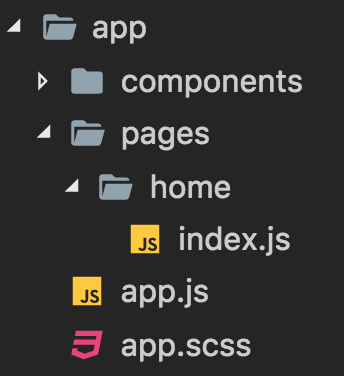 app
components
pages
home
JS index.js
JS app.js
app.scss